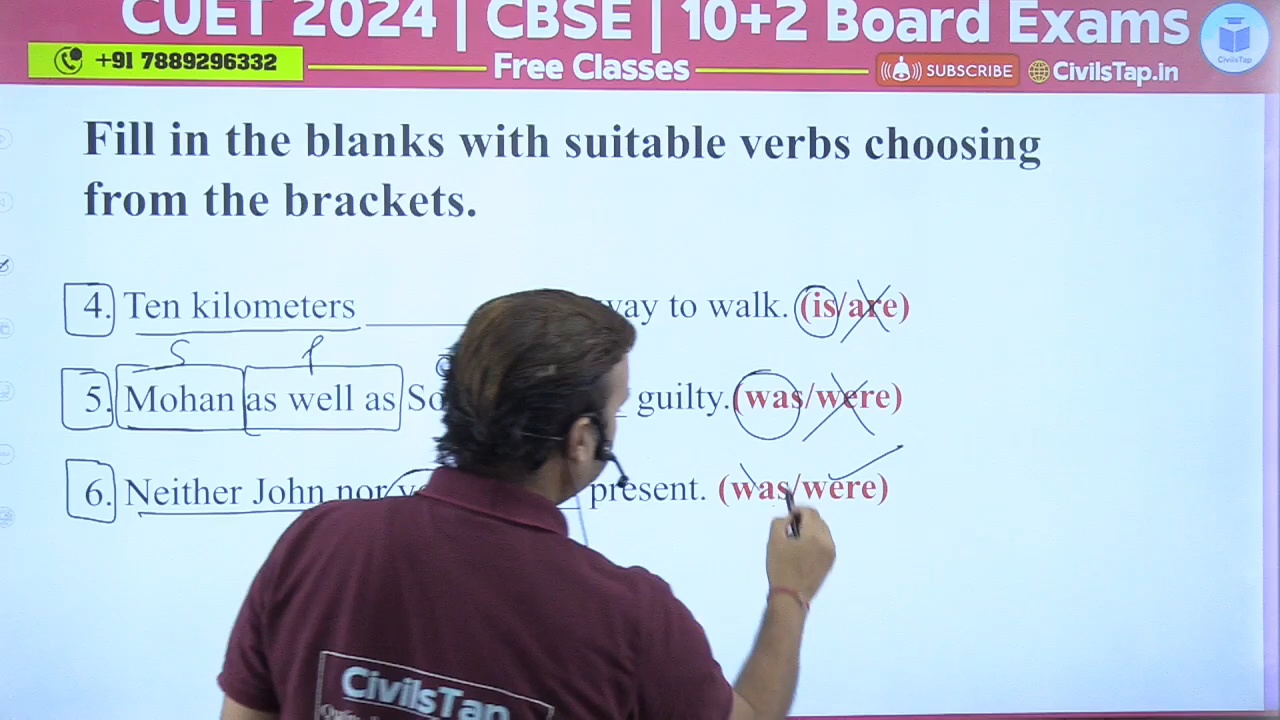 CUET 2024 | CBSE | 10+2 Board Exams
+91 7889296332
Free Classes
SUBSCRIBE
CivilsTap.in
CivilsTap
Fill in the blanks with suitable verbs choosing
from the brackets.
4. Ten kilometers ________ way to walk. (is/are)
S P
5. Mohan as well as guilty.(was/were)
6. Neither John nor present. (was/were)
CivilsTap